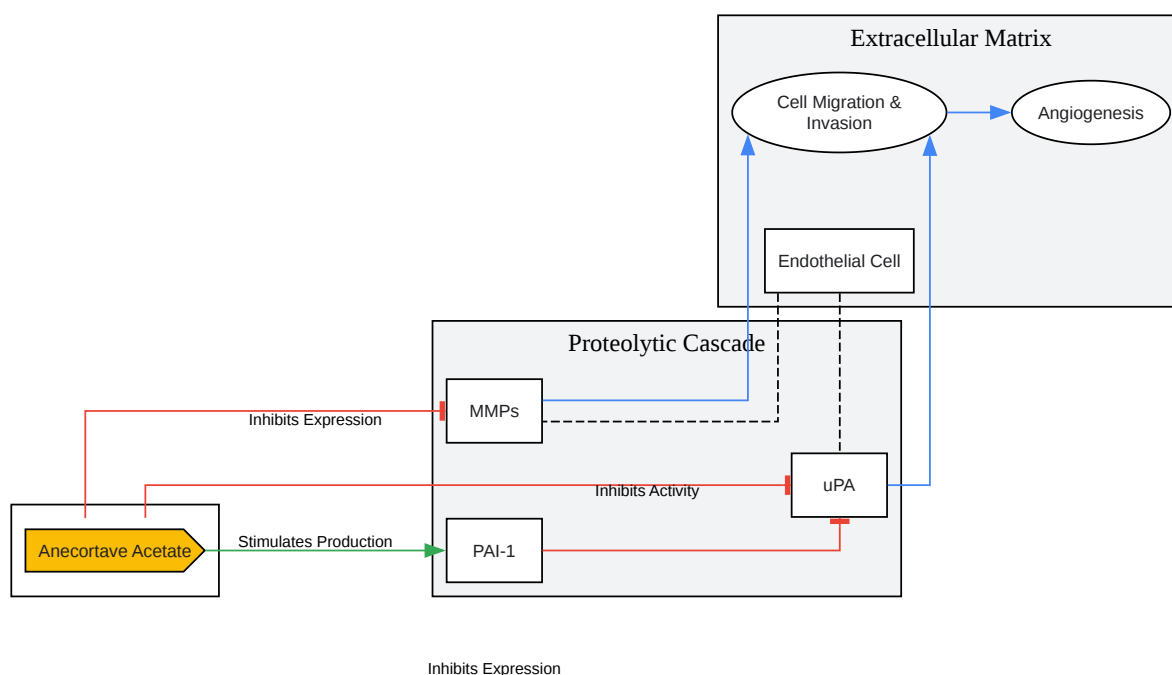 Extracellular Matrix
Cell Migration &
Invasion
Angiogenesis
Endothelial Cell
Proteolytic Cascade
MMPs
Inhibits Expression
uPA
Inhibits Activity
Anecortave Acetate
Stimulates Production
PAI-1
Inhibits Expression